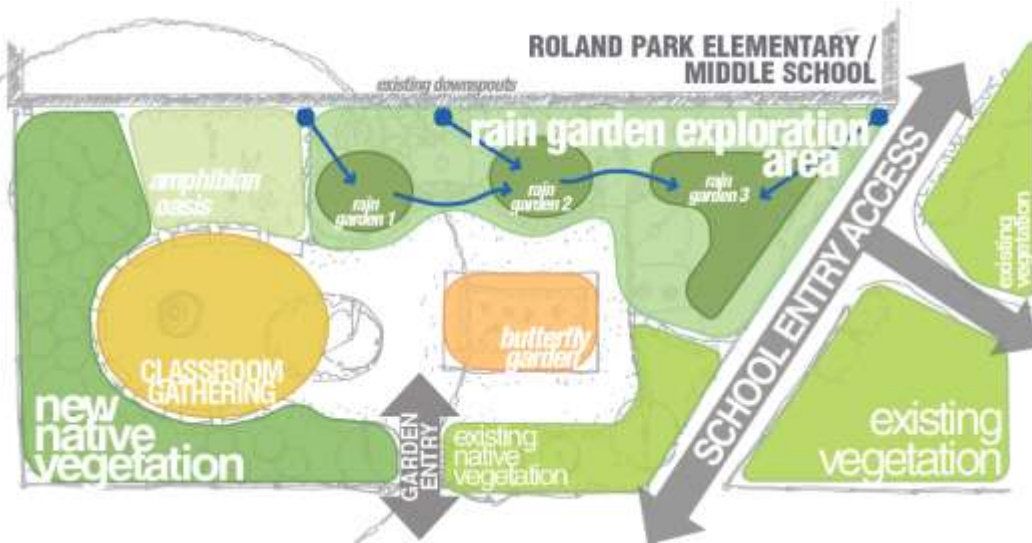 ROLAND PARK ELEMENTARY /
MIDDLE SCHOOL
existing downspouts
rain garden exploration
area
amphibian
oasis
rain
garden 1
rain
garden 2
rain
garden 3
SCHOOL ENTRY ACCESS
existing
vegetation
butterfly
garden
CLASSROOM
GATHERING
new
native
vegetation
GARDEN
ENTRY
existing
native
vegetation
existing
vegetation